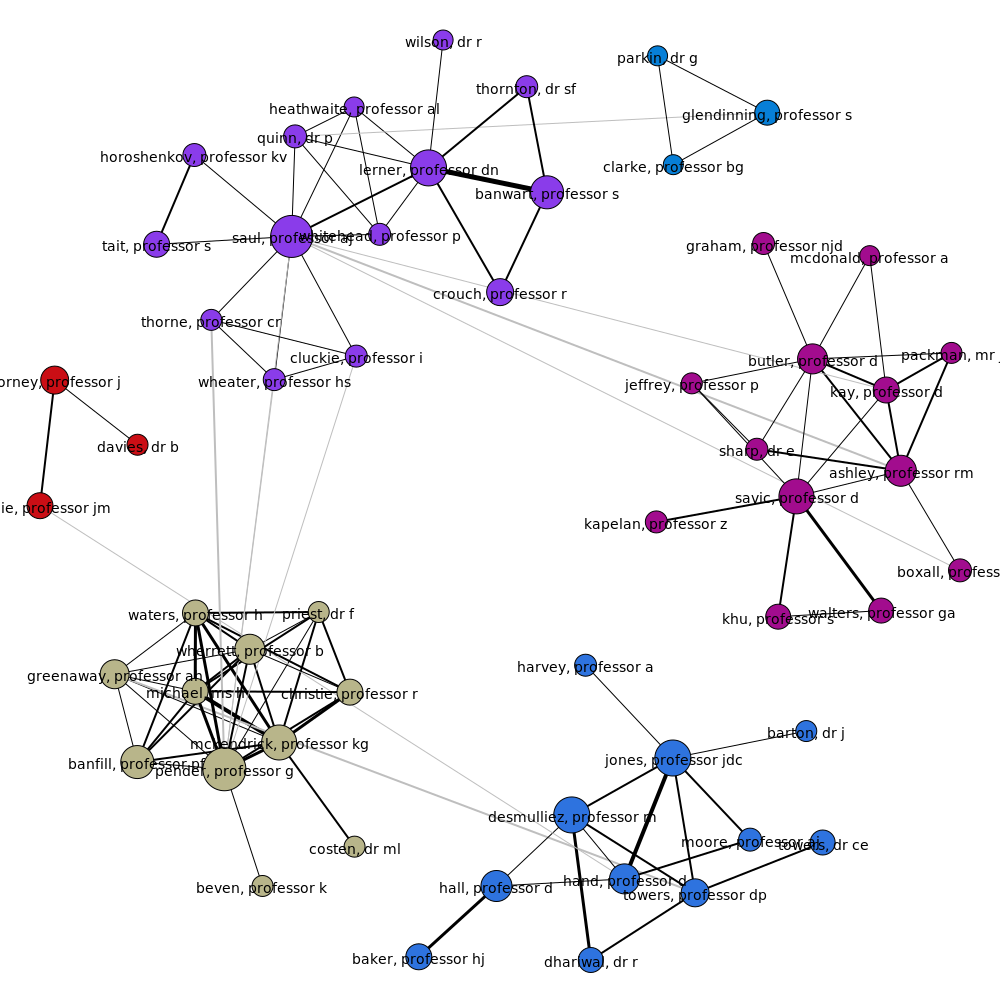 wilson, dr r
parkin, dr g
thornton, dr sf
heathwaite, professor al
glendinning, professor s
quinn, dr p
horoshenkov, professor kv
lerner, professor dn
clarke, professor bg
banwart, professor s
saul, professor aj
whitehead, professor p
tait, professor s
graham, professor njd
mcdonald, professor a
crouch, professor r
thorne, professor cr
cluckie, professor i
packman, mr
butler, professor d
orney, professor j
wheater, professor hs
jeffrey, professor p
kay, professor d
davies, dr b
sharp, dr e
ashley, professor rm
savic, professor d
ie, professor jm
kapelan, professor z
boxall, profess
waters, professor h
priest, dr f
walters, professor ga
khu, professor s
wherrett, professor b
harvey, professor a
greenaway, professor ah
michael, ms h
christie, professor r
barton, dr j
mckendrick, professor kg
jones, professor jdc
banfill, professor pf
pender, professor g
desmulliez, professor m
moore, professor aj
towers, dr ce
costen, dr ml
hand, professor d
beven, professor k
hall, professor d
towers, professor dp
baker, professor hj
dhariwal, dr r